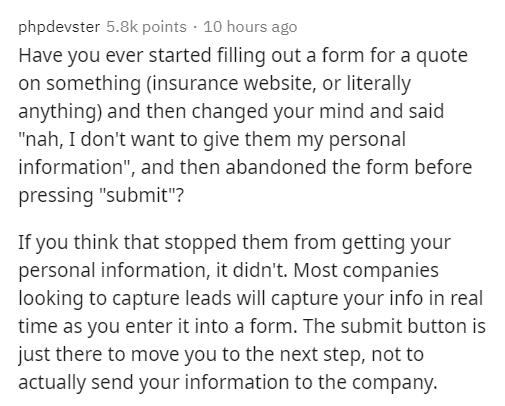 phpdevster 5.8k points · 10 hours ago
Have you ever started filling out a form for a quote
on something (insurance website, or literally
anything) and then changed your mind and said
"nah, I don't want to give them my personal
information", and then abandoned the form before
pressing "submit"?
If you think that stopped them from getting your
personal information, it didn't. Most companies
looking to capture leads will capture your info in real
time as you enter it into a form. The submit button is
just there to move you to the next step, not to
actually send your information to the company.